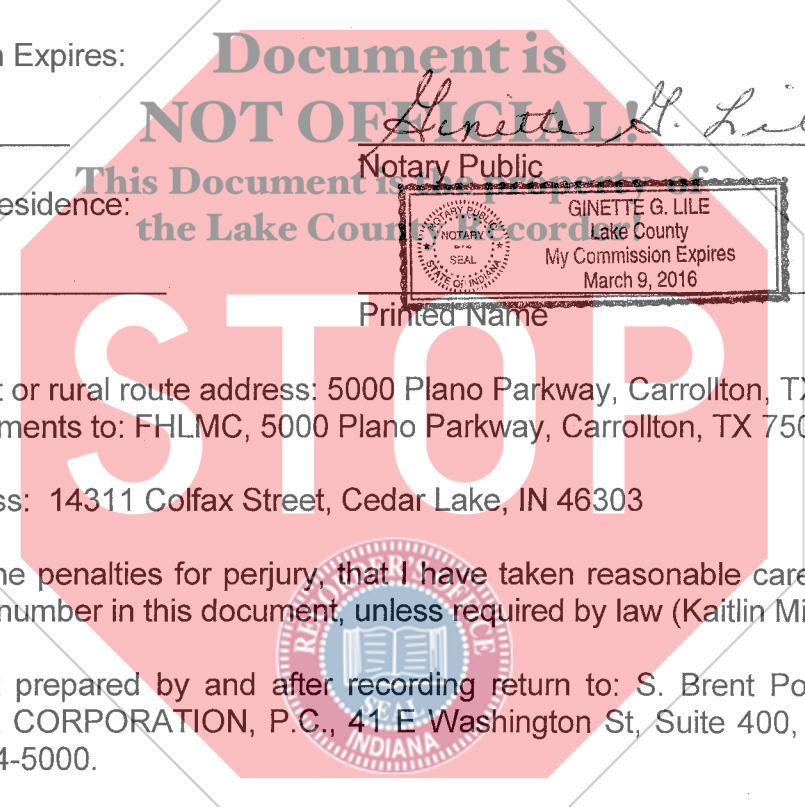 n Expires:
Document is
NOT OFFICIAL!
Ginette G. Lil
Notary Public
This Document is the property of
esidence:
the Lake County Recorder!
NOTARY PUBLIC
NOTARY
SEAL
STATE OF INDIANA
GINETTE G. LILE
Lake County
My Commission Expires
March 9, 2016
Printed Name
STOP
t or rural route address: 5000 Plano Parkway, Carrollton, TX
ments to: FHLMC, 5000 Plano Parkway, Carrollton, TX 750
ss: 14311 Colfax Street, Cedar Lake, IN 46303
ne penalties for perjury, that I have taken reasonable care
number in this document, unless required by law (Kaitlin Mi
RECORDER'S OFFICE
SEAL
INDIANA
t prepared by and after recording return to: S. Brent Po
CORPORATION, P.C., 41 E Washington St, Suite 400,
4-5000.